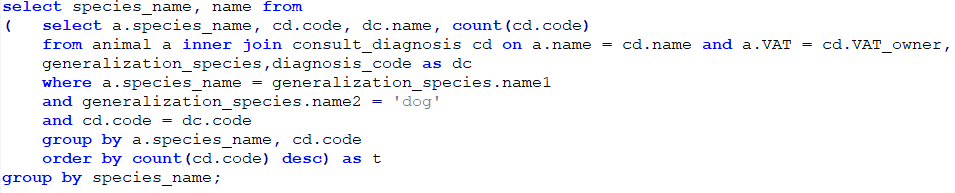 select species_name, name from
(   select a.species_name, cd.code, dc.name, count(cd.code)
    from animal a inner join consult_diagnosis cd on a.name = cd.name and a.VAT = cd.VAT_owner,
    generalization_species,diagnosis_code as dc
    where a.species_name = generalization_species.name1
    and generalization_species.name2 = 'dog'
    and cd.code = dc.code
    group by a.species_name, cd.code
    order by count(cd.code) desc) as t
group by species_name;